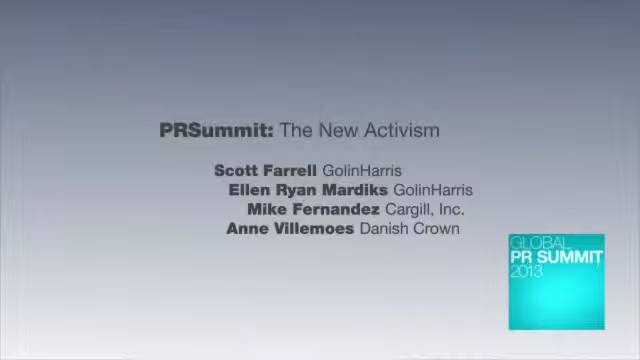 PRSummit: The New Activism
Scott Farrell GolinHarris
Ellen Ryan Mardiks GolinHarris
Mike Fernandez Cargill, Inc.
Anne Villemoes Danish Crown
GLOBAL
PR SUMMIT
2013